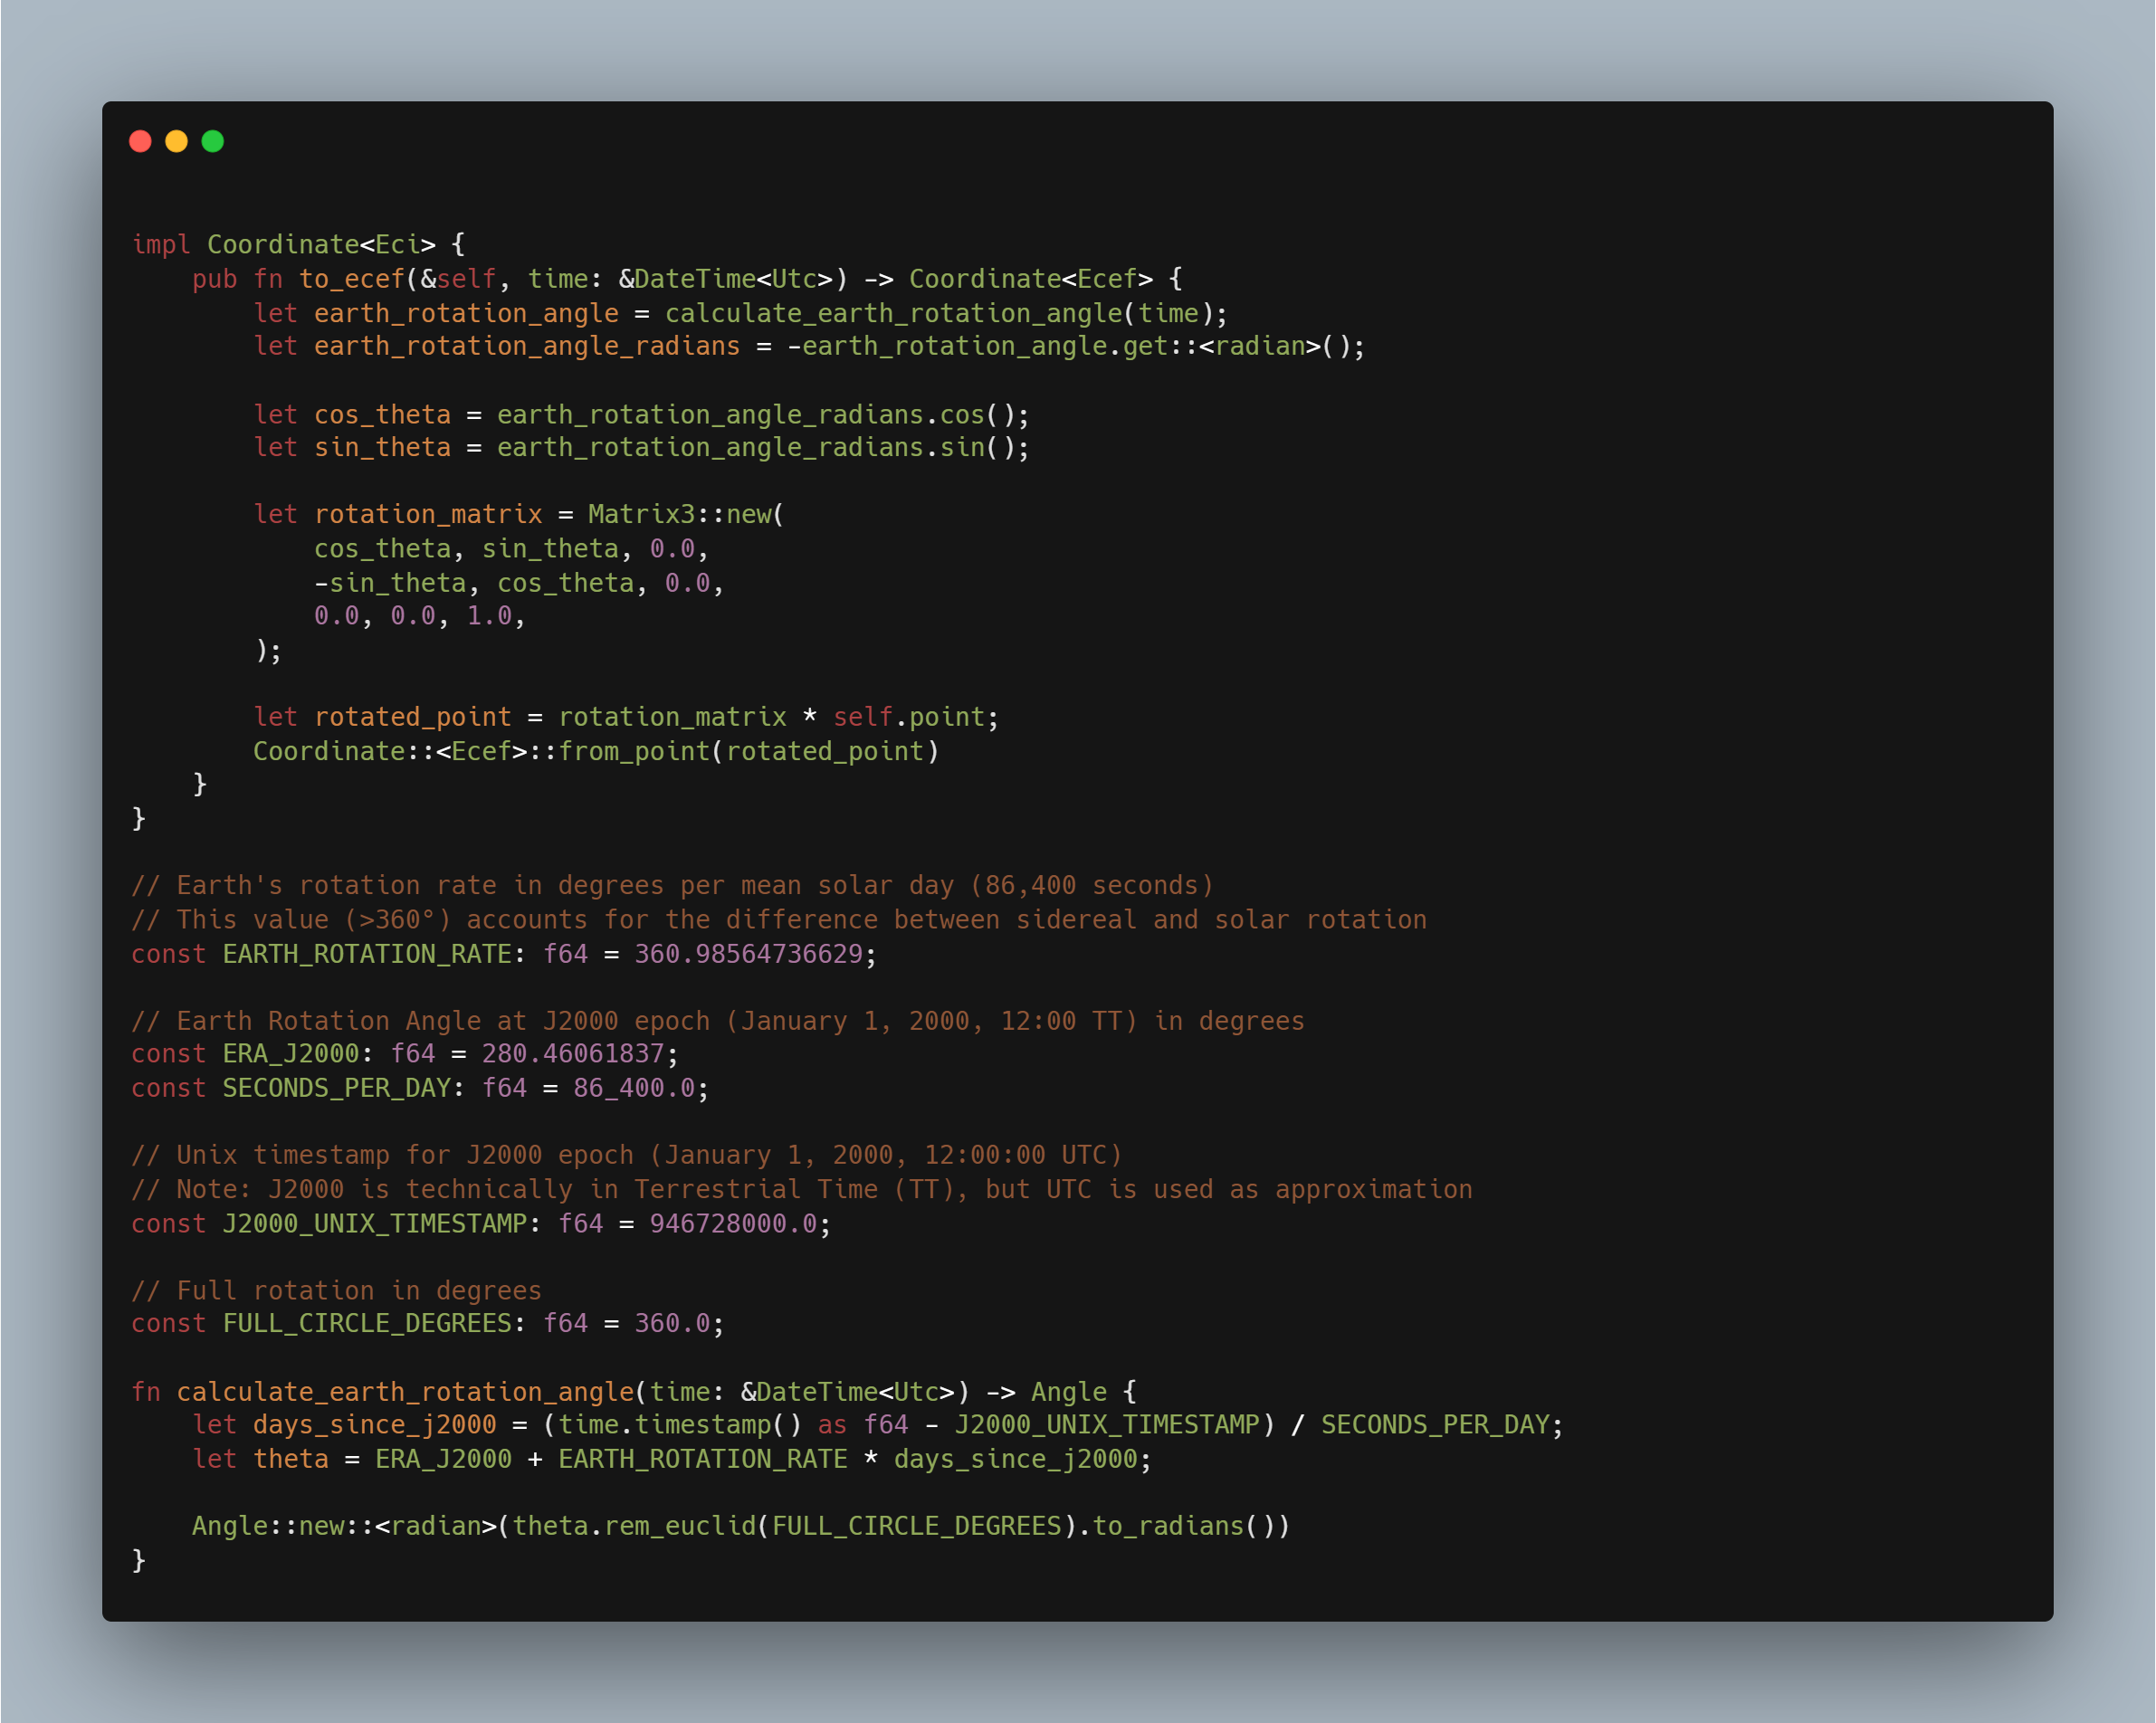 impl Coordinate<Eci> {
    pub fn to_ecef(&self, time: &DateTime<Utc>) -> Coordinate<Ecef> {
        let earth_rotation_angle = calculate_earth_rotation_angle(time);
        let earth_rotation_angle_radians = -earth_rotation_angle.get::<radian>();

        let cos_theta = earth_rotation_angle_radians.cos();
        let sin_theta = earth_rotation_angle_radians.sin();

        let rotation_matrix = Matrix3::new(
            cos_theta, sin_theta, 0.0,
            -sin_theta, cos_theta, 0.0,
            0.0, 0.0, 1.0,
        );

        let rotated_point = rotation_matrix * self.point;
        Coordinate::<Ecef>::from_point(rotated_point)
    }
}

// Earth's rotation rate in degrees per mean solar day (86,400 seconds)
// This value (>360°) accounts for the difference between sidereal and solar rotation
const EARTH_ROTATION_RATE: f64 = 360.98564736629;

// Earth Rotation Angle at J2000 epoch (January 1, 2000, 12:00 TT) in degrees
const ERA_J2000: f64 = 280.46061837;
const SECONDS_PER_DAY: f64 = 86_400.0;

// Unix timestamp for J2000 epoch (January 1, 2000, 12:00:00 UTC)
// Note: J2000 is technically in Terrestrial Time (TT), but UTC is used as approximation
const J2000_UNIX_TIMESTAMP: f64 = 946728000.0;

// Full rotation in degrees
const FULL_CIRCLE_DEGREES: f64 = 360.0;

fn calculate_earth_rotation_angle(time: &DateTime<Utc>) -> Angle {
    let days_since_j2000 = (time.timestamp() as f64 - J2000_UNIX_TIMESTAMP) / SECONDS_PER_DAY;
    let theta = ERA_J2000 + EARTH_ROTATION_RATE * days_since_j2000;

    Angle::new::<radian>(theta.rem_euclid(FULL_CIRCLE_DEGREES).to_radians())
}